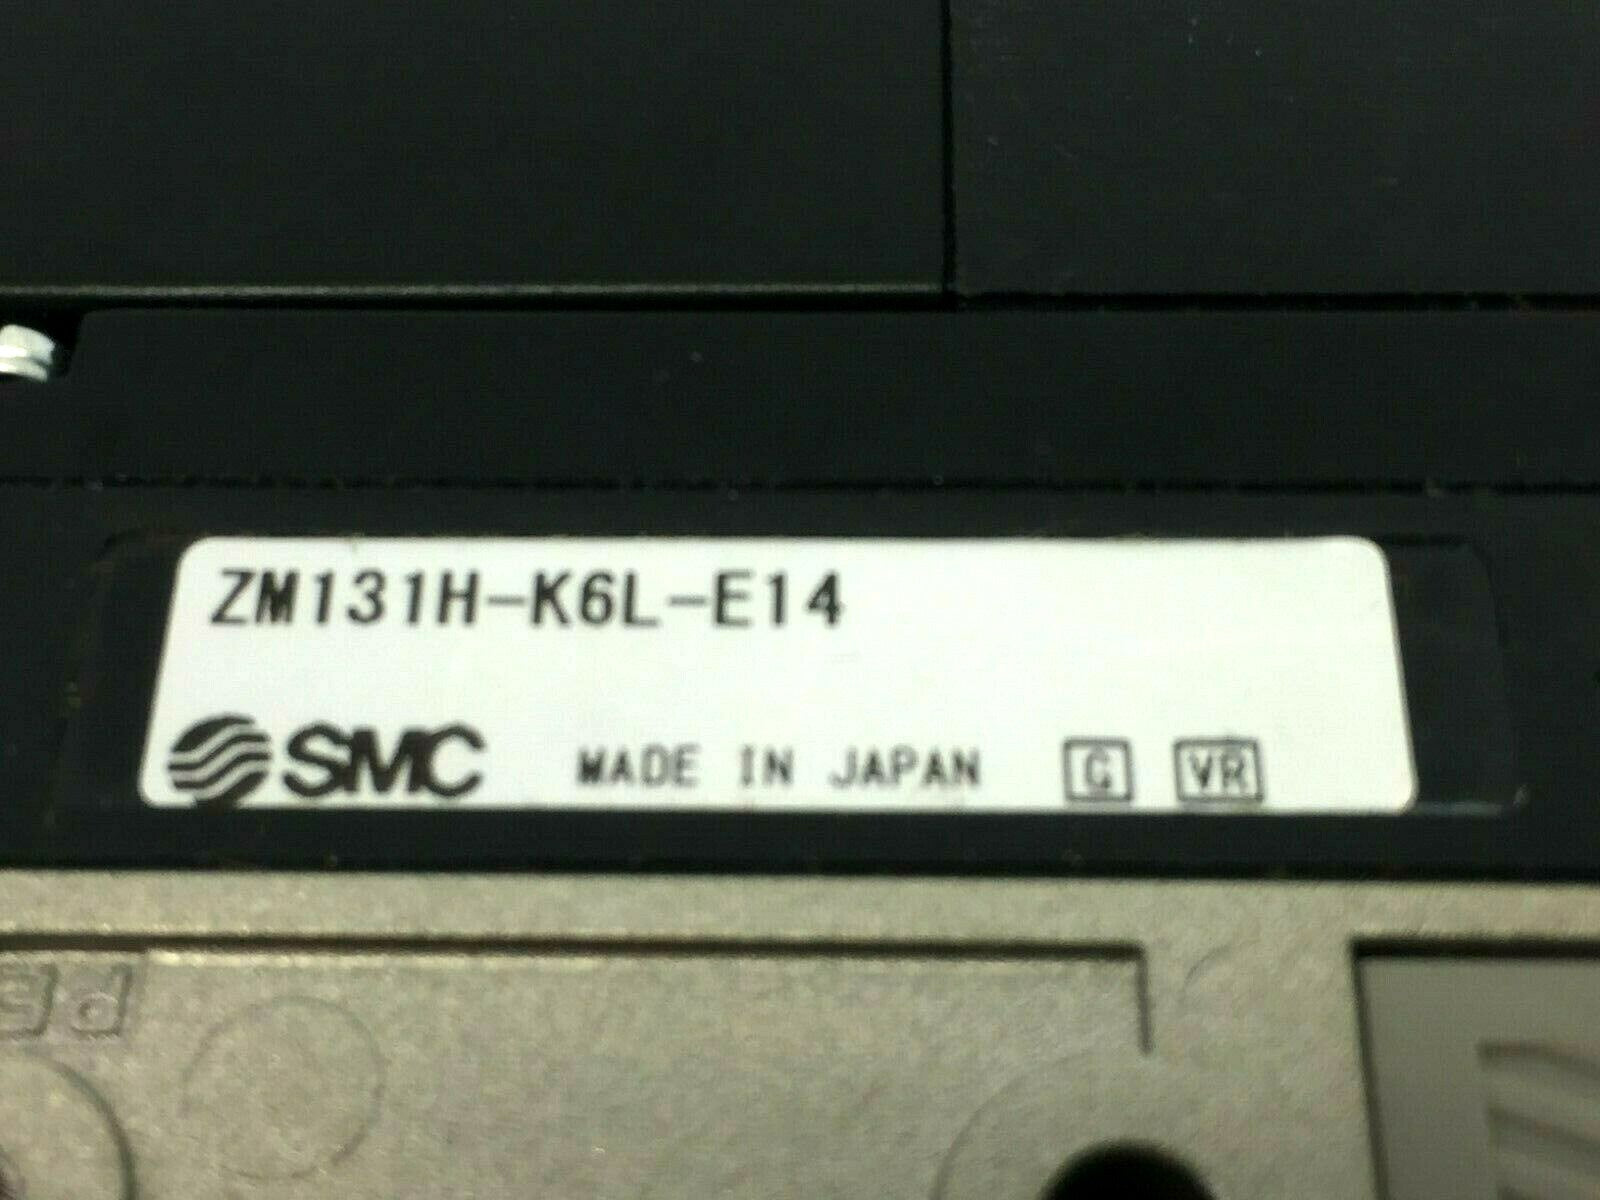 ZM131H-K6L-E14
SMC MADE IN JAPAN G VR